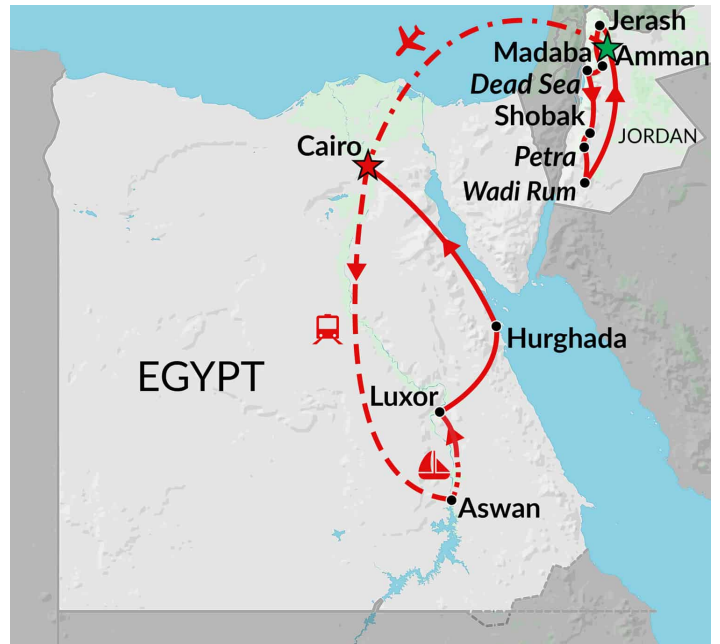 Jerash
Madaba
Amman
Dead Sea
Shobak
JORDAN
Cairo
Petra
Wadi Rum
Hurghada
EGYPT
Luxor
Aswan